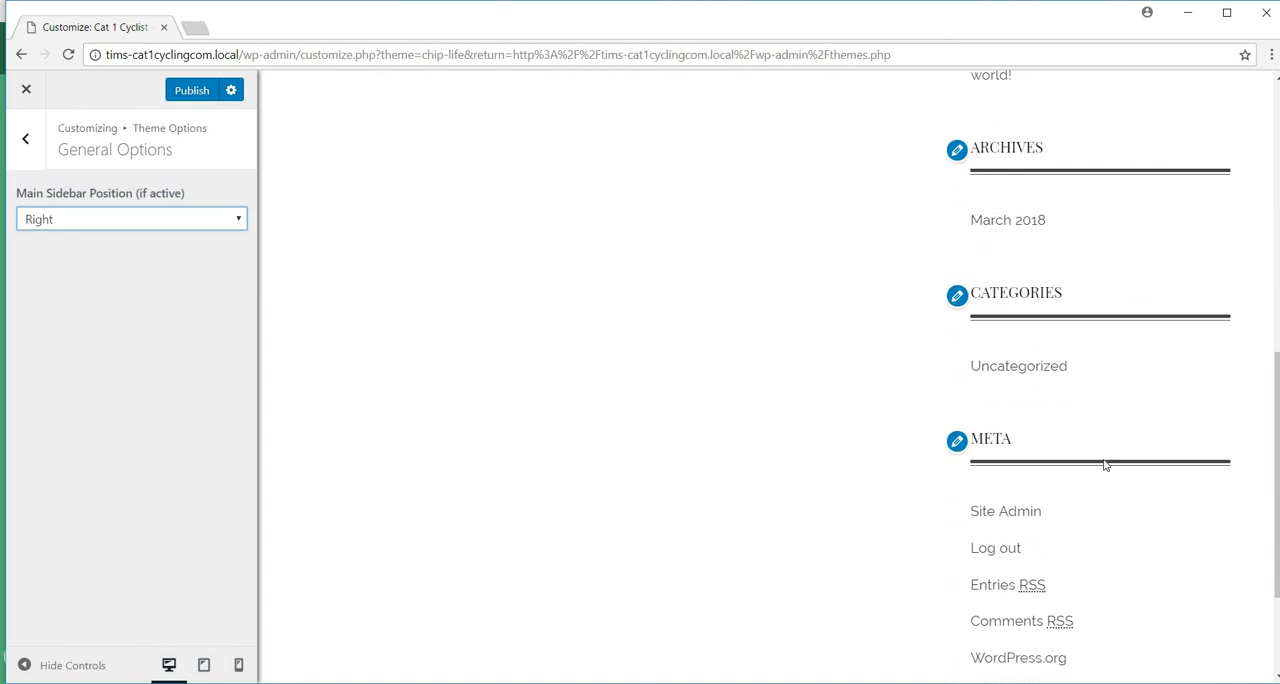 Customize: Cat 1 Cyclist
tims-cat1cyclingcom.local/wp-admin/customize.php?theme=chip-life&return=http%3A%2F%2Ftims-cat1cyclingcom.local%2Fwp-admin%2Fthemes.php
Publish
Customizing • Theme Options
General Options
Main Sidebar Position (if active)
Right
Hide Controls
world!
ARCHIVES
March 2018
CATEGORIES
Uncategorized
META
Site Admin
Log out
Entries RSS
Comments RSS
WordPress.org